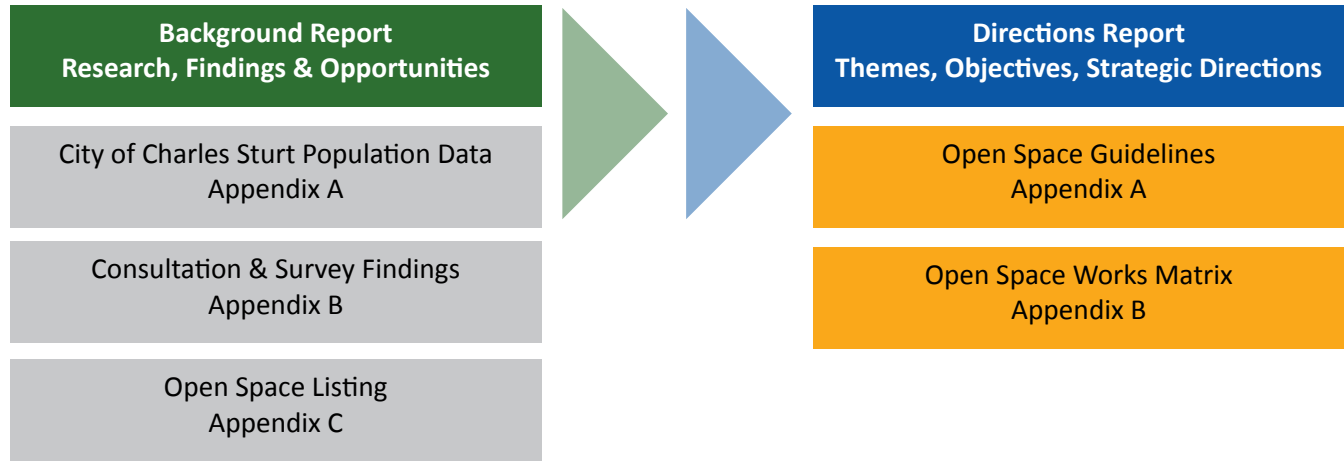 Background Report
Research, Findings & Opportunities
City of Charles Sturt Population Data
Appendix A
Consultation & Survey Findings
Appendix B
Open Space Listing
Appendix C
Directions Report
Themes, Objectives, Strategic Directions
Open Space Guidelines
Appendix A
Open Space Works Matrix
Appendix B